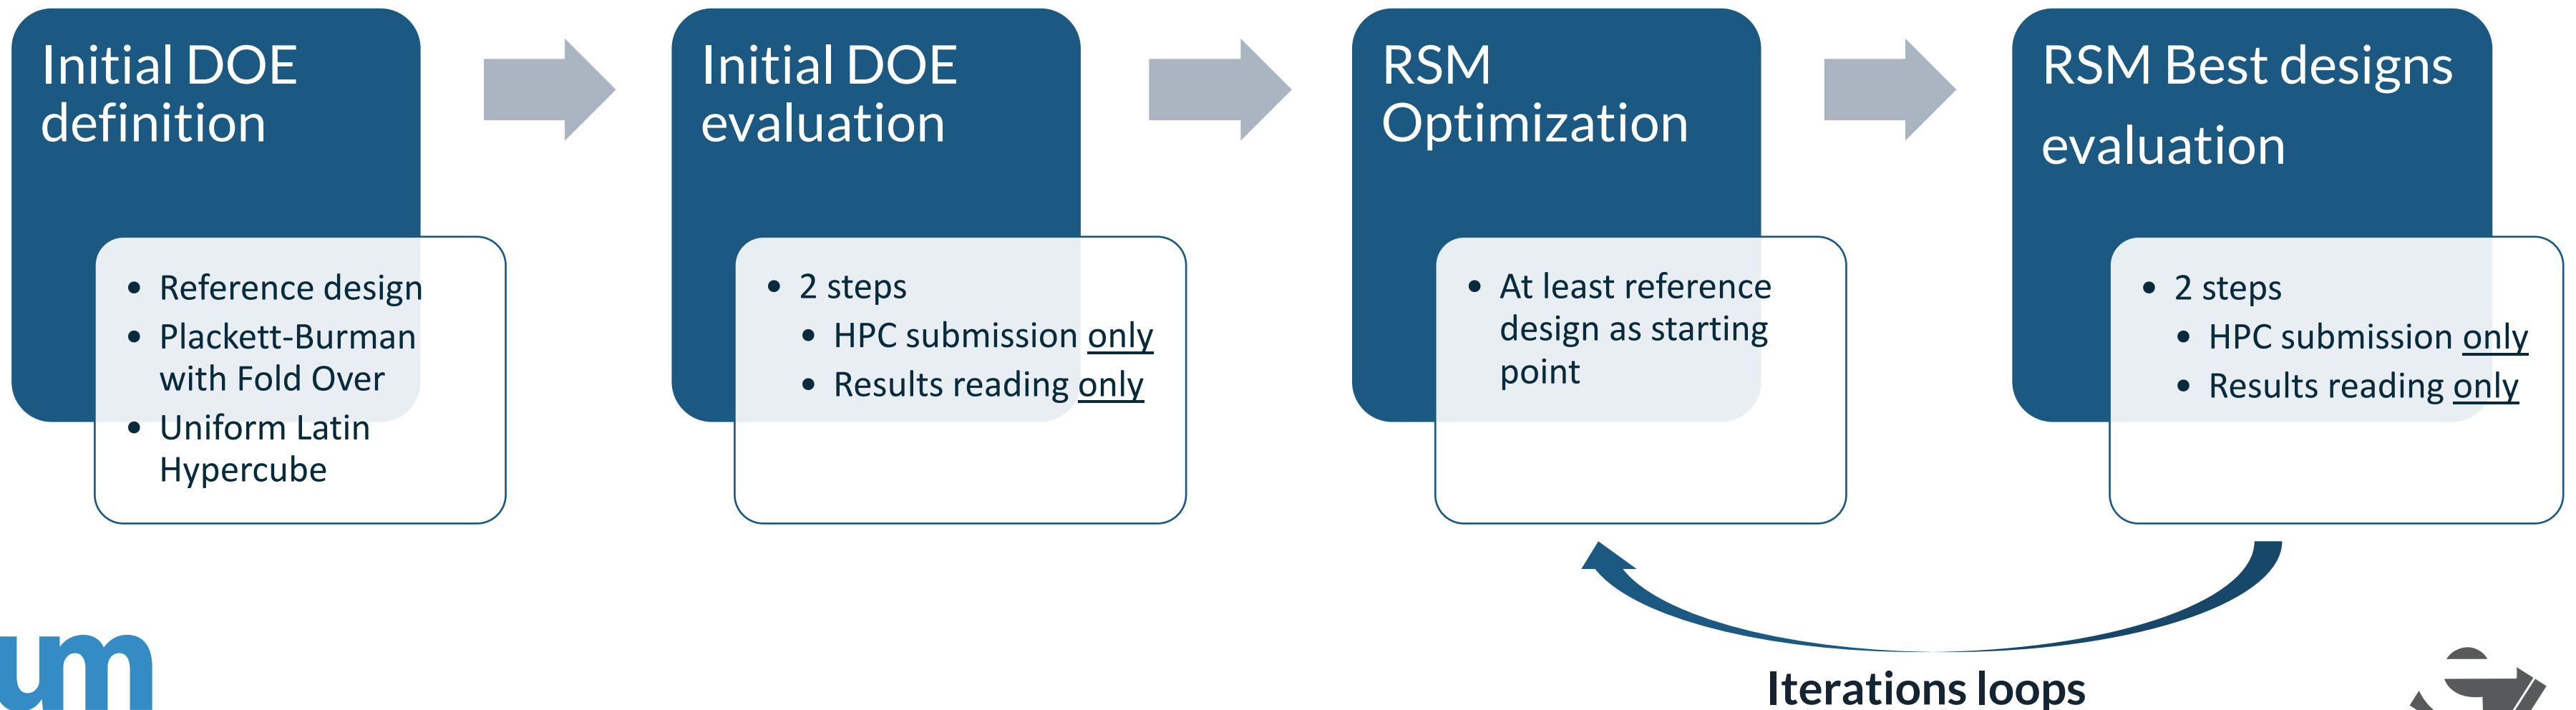 Initial DOE
definition
• Reference design
• Plackett-Burman
with Fold Over
• Uniform Latin
Hypercube
Initial DOE
evaluation
• 2 steps
• HPC submission only
• Results reading only
RSM
Optimization
• At least reference
design as starting
point
RSM Best designs
evaluation
• 2 steps
• HPC submission only
• Results reading only
Iterations loops
um